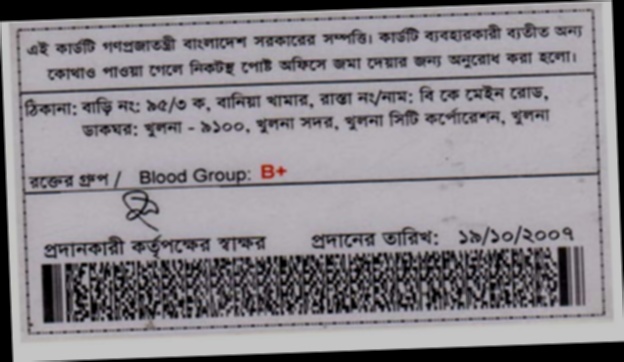 এই কার্ডটি গণপ্রজাতন্ত্রী বাংলাদেশ সরকারের সম্পত্তি। কার্ডটি ব্যবহারকারী ব্যতীত অন্য
কোথাও পাওয়া গেলে নিকটস্থ পোষ্ট অফিসে জমা দেয়ার জন্য অনুরোধ করা হলো।
ঠিকানা: বাড়ি নং: ৯৫/৩ ক, বানিয়া খামার, রাস্তা নং/নাম: বি কে মেইন রোড,
ডাকঘর: খুলনা - ৯১০০, খুলনা সদর, খুলনা সিটি কর্পোরেশন, খুলনা
রক্তের গ্রুপ / Blood Group: B+
প্রদানকারী কর্তৃপক্ষের স্বাক্ষর প্রদানের তারিখ: ১৯/১০/২০০৭